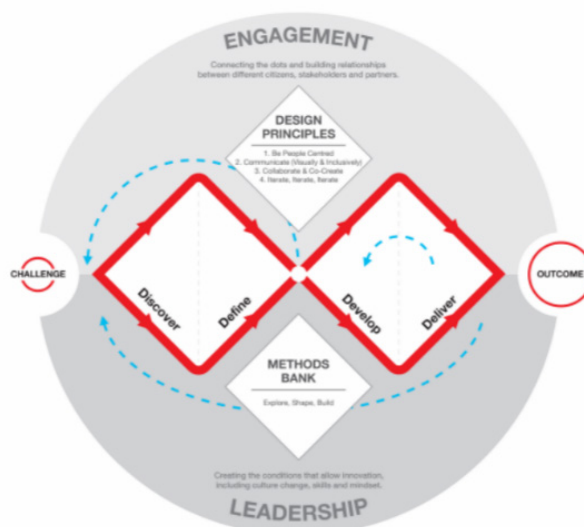 ENGAGEMENT
Connecting the dots and building relationships
between different citizens, stakeholders and partners.
DESIGN
PRINCIPLES
1. Be People Centred
2. Communicate (Visually & Inclusively)
3. Collaborate & Co-Create
4. Iterate, Iterate, Iterate
CHALLENGE
OUTCOME
Discover
Define
Develop
Deliver
METHODS
BANK
Explore, Shape, Build
Creating the conditions that allow innovation,
including culture change, skills and mindset.
LEADERSHIP